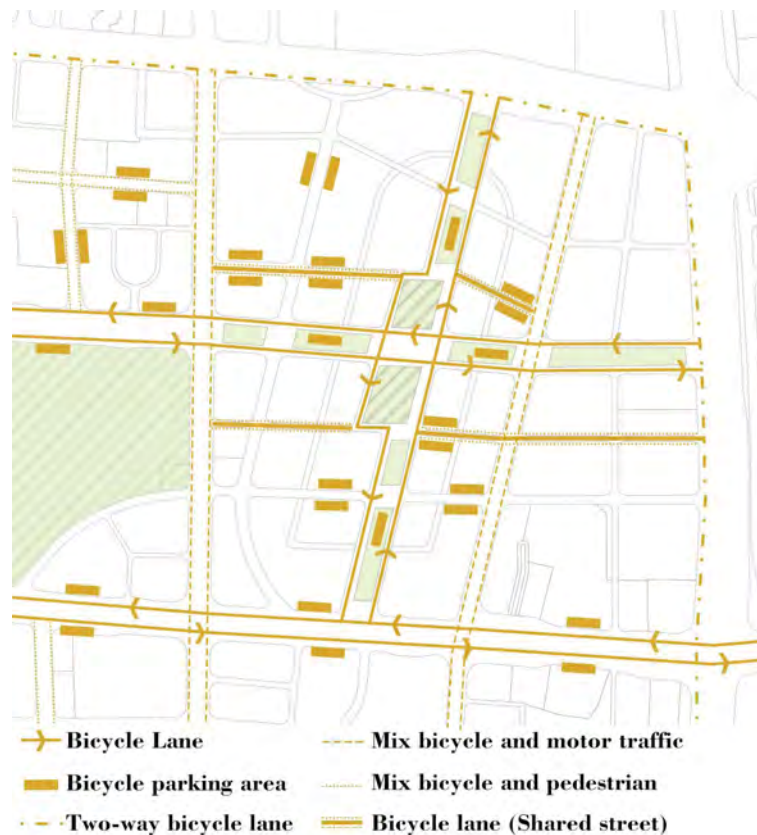 Bicycle Lane
Mix bicycle and motor traffic
Bicycle parking area
Mix bicycle and pedestrian
Two-way bicycle lane
Bicycle lane (Shared street)